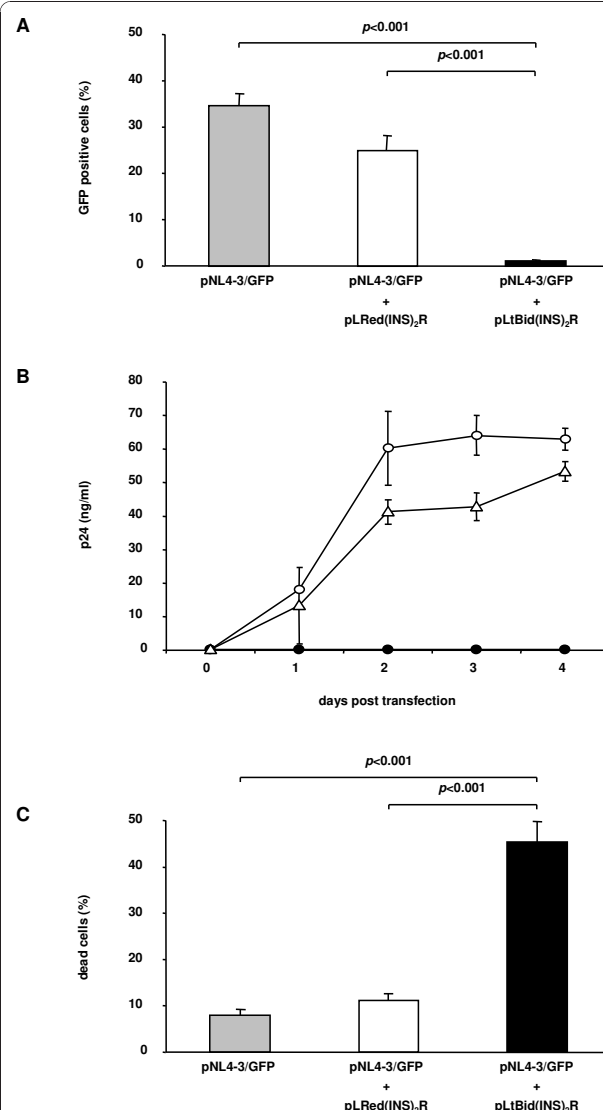 A
p<0.001
p<0.001
50
40
30
20
10
0
GFP positive cells (%)
pNL4-3/GFP
pNL4-3/GFP
+
pLRed(INS)₂R
pNL4-3/GFP
+
pLtBid(INS)₂R
B
80
70
60
50
40
30
20
10
0
p24 (ng/ml)
0 1 2 3 4
days post transfection
p<0.001
p<0.001
C
50
40
30
20
10
0
dead cells (%)
pNL4-3/GFP
pNL4-3/GFP
+
pLRed(INS)₂R
pNL4-3/GFP
+
pLtBid(INS)₂R